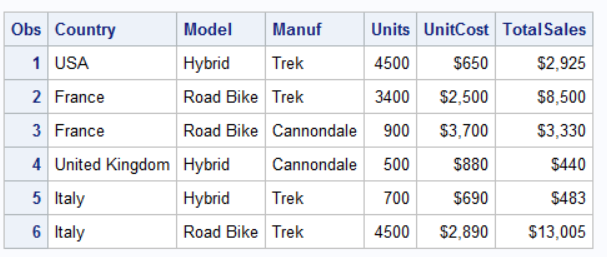 Obs Country Model Manuf Units UnitCost TotalSales
1 USA Hybrid Trek 4500 $650 $2,925
2 France Road Bike Trek 3400 $2,500 $8,500
3 France Road Bike Cannondale 900 $3,700 $3,330
4 United Kingdom Hybrid Cannondale 500 $880 $440
5 Italy Hybrid Trek 700 $690 $483
6 Italy Road Bike Trek 4500 $2,890 $13,005